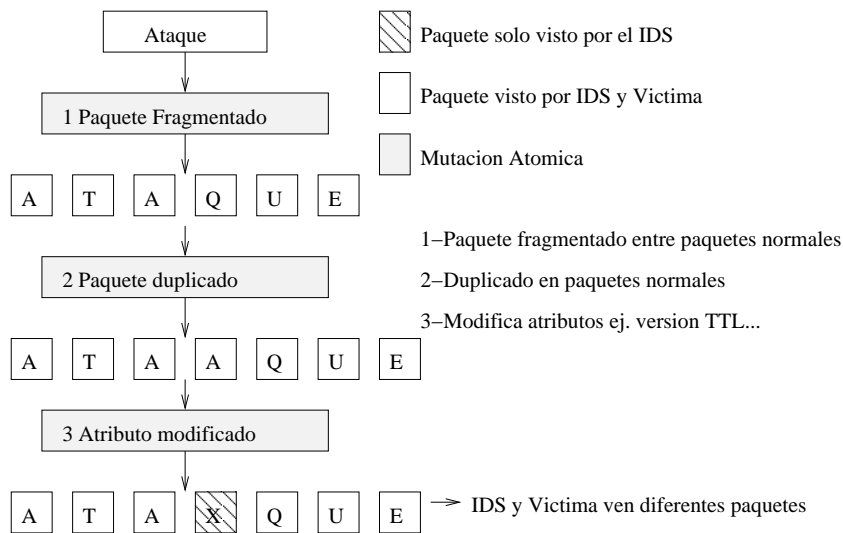 Ataque
Paquete solo visto por el IDS
Paquete visto por IDS y Victima
1 Paquete Fragmentado
Mutacion Atomica
A T A Q U E
1–Paquete fragmentado entre paquetes normales
2 Paquete duplicado
2–Duplicado en paquetes normales
3–Modifica atributos ej. version TTL...
A T A A Q U E
3 Atributo modificado
A T A X Q U E
IDS y Victima ven diferentes paquetes